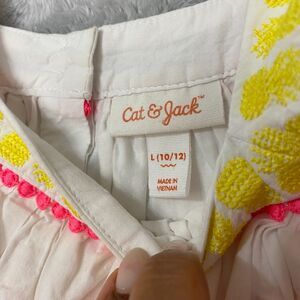 Cat & Jack™
L (10/12)
MADE IN
VIETNAM